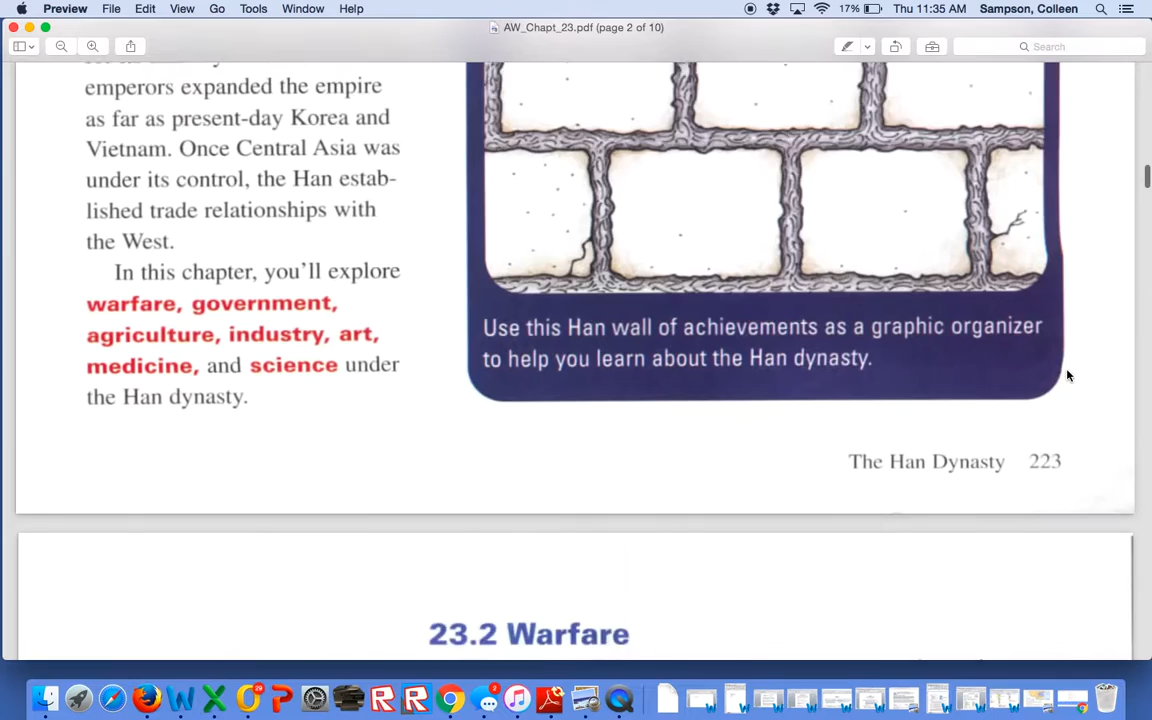 Preview File Edit View Go Tools Window Help 17% Thu 11:35 AM Sampson, Colleen
AW_Chapt_23.pdf (page 2 of 10)
Search
emperors expanded the empire
as far as present-day Korea and
Vietnam. Once Central Asia was
under its control, the Han estab-
lished trade relationships with
the West.
In this chapter, you'll explore
warfare, government,
agriculture, industry, art,
medicine, and science under
the Han dynasty.
Use this Han wall of achievements as a graphic organizer
to help you learn about the Han dynasty.
The Han Dynasty 223
23.2 Warfare